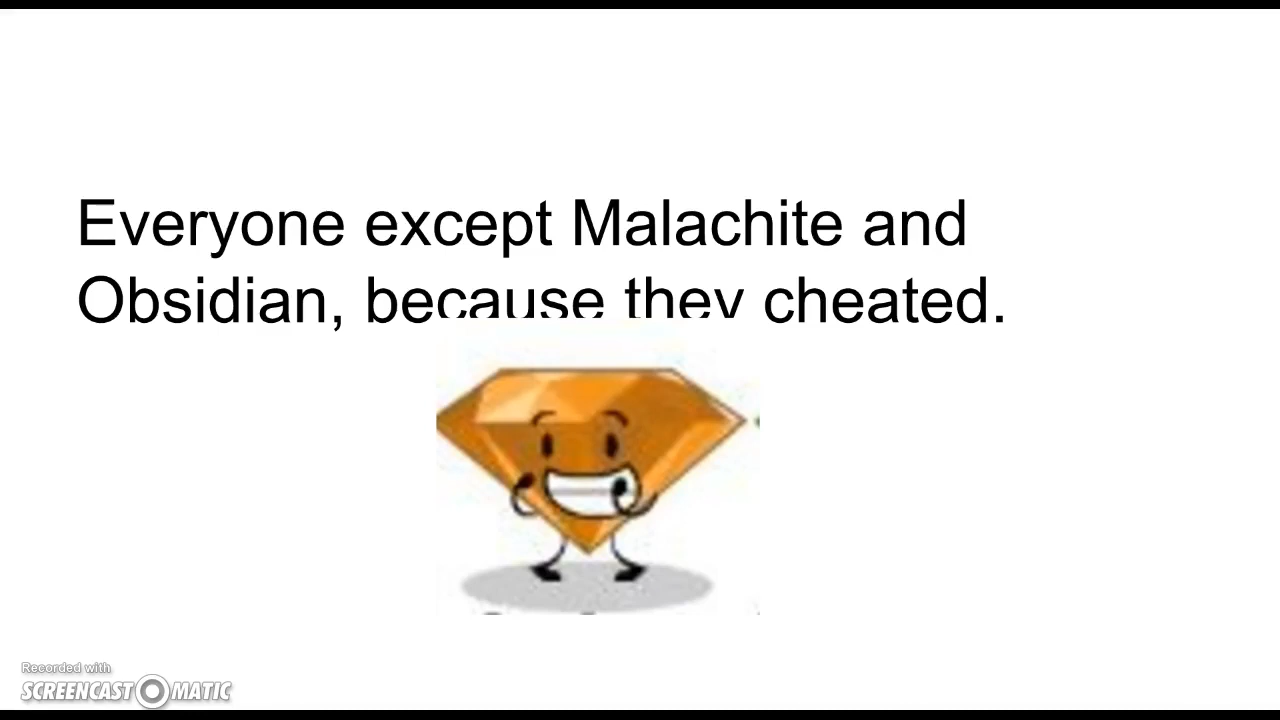 Everyone except Malachite and
Obsidian, because they cheated.
Recorded with
SCREENCAST MATIC